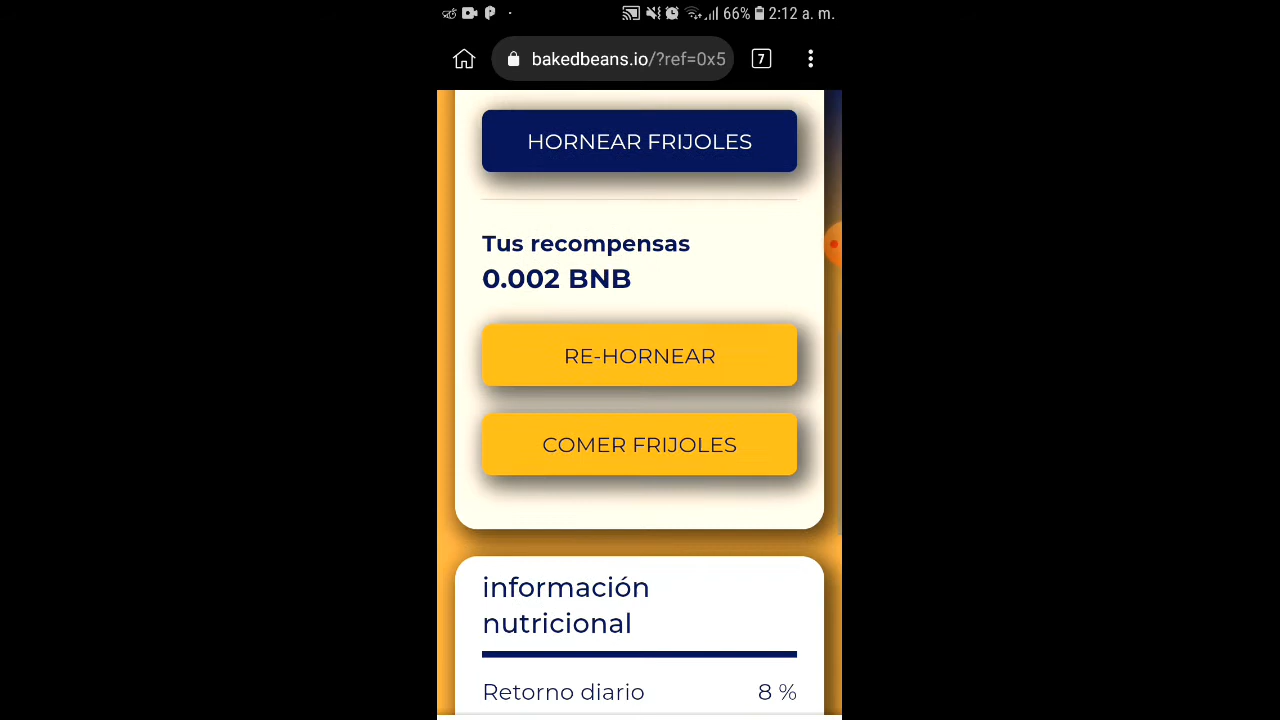 66% 2:12 a. m.
bakedbeans.io/?ref=0x5 7
HORNEAR FRIJOLES
Tus recompensas
0.002 BNB
RE-HORNEAR
COMER FRIJOLES
información
nutricional
Retorno diario 8 %